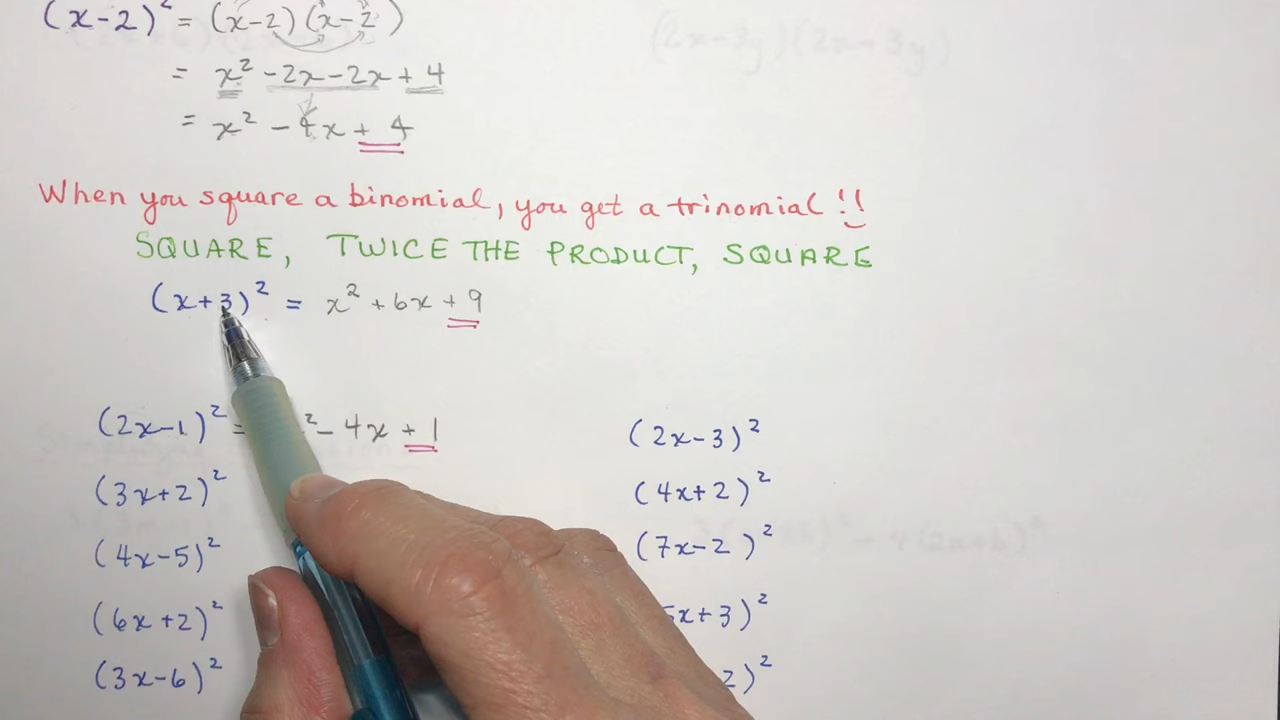 (x-2)² = (x-2)(x-2)
= x² -2x-2x + 4
= x² - 4x + 4
When you square a binomial, you get a trinomial !!
SQUARE, TWICE THE PRODUCT, SQUARE
(x+3)² = x² + 6x + 9
(2x-1)² = ² - 4x + 1
(3x+2)²
(4x-5)²
(6x+2)²
(3x-6)²
(2x-3)²
(4x+2)²
(7x-2)²
x+3)²
2)²